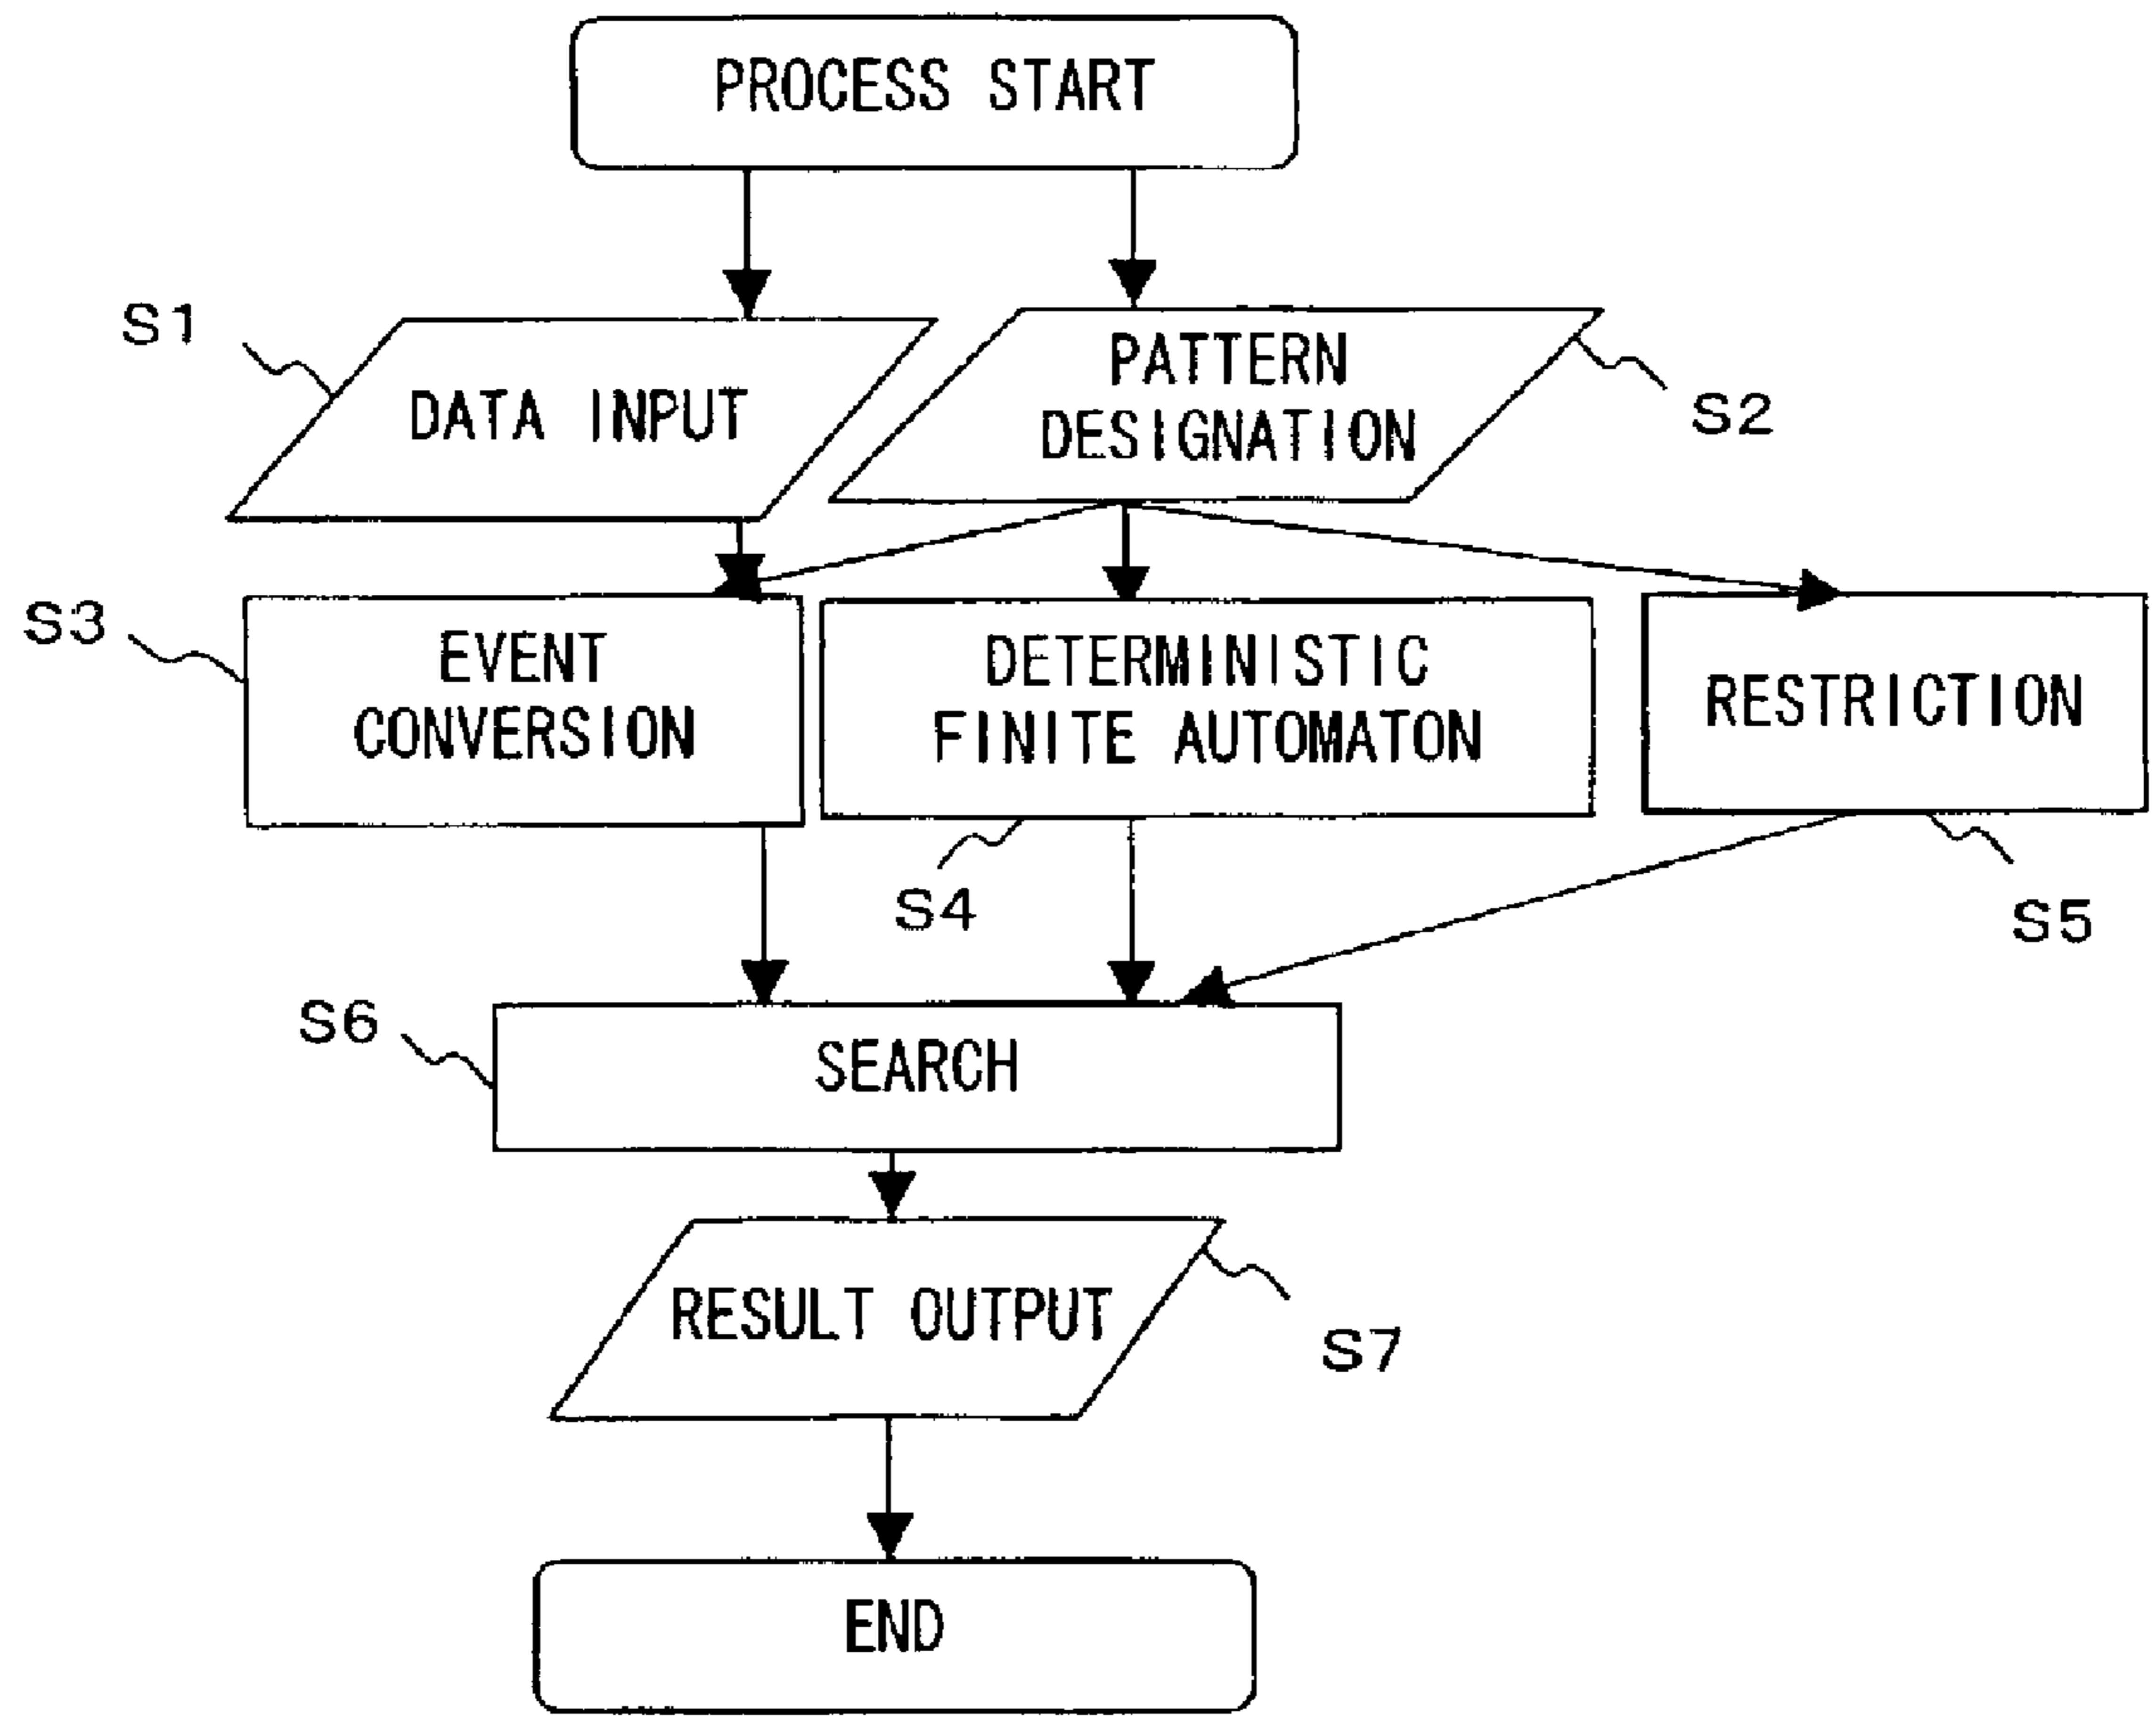 PROCESS START
S1
DATA INPUT
PATTERN
DESIGNATION
S2
S3
EVENT
CONVERSION
DETERMINISTIC
FINITE AUTOMATON
RESTRICTION
S4
S5
S6
SEARCH
RESULT OUTPUT
S7
END